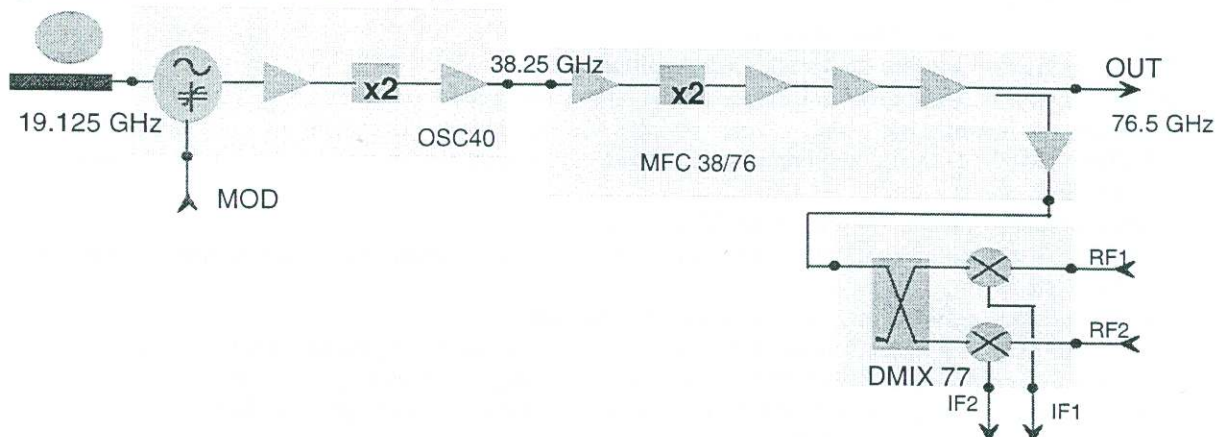 38.25 GHz
OUT
x2
x2
19.125 GHz
76.5 GHz
OSC40
MFC 38/76
MOD
RF1
RF2
DMIX 77
IF2
IF1